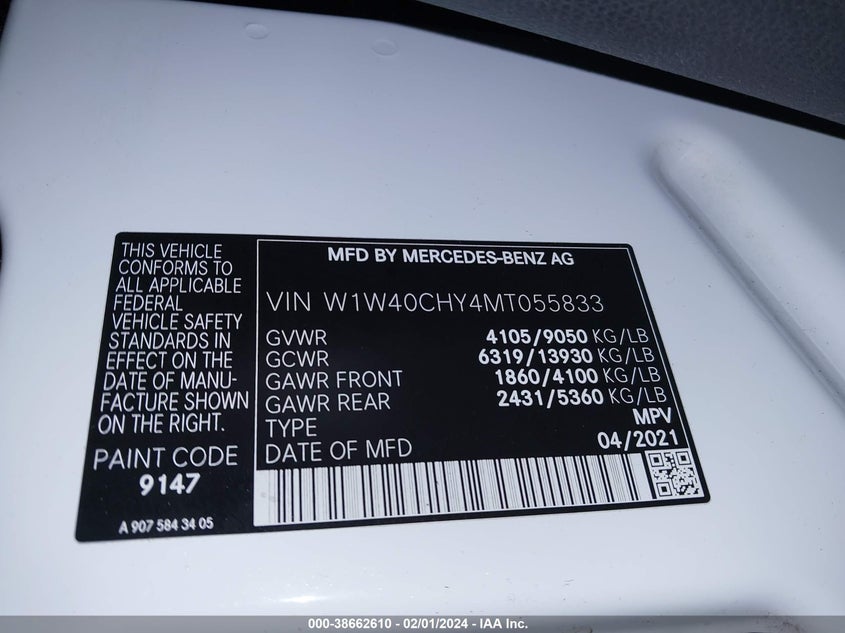 THIS VEHICLE
CONFORMS TO
ALL APPLICABLE
FEDERAL
VEHICLE SAFETY
STANDARDS IN
EFFECT ON THE
DATE OF MANU-
FACTURE SHOWN
ON THE RIGHT.
PAINT CODE
9147
A 907 584 34 05
MFD BY MERCEDES-BENZ AG
VIN W1W40CHY4MT055833
GVWR 4105/9050 KG/LB
GCWR 6319/13930 KG/LB
GAWR FRONT 1860/4100 KG/LB
GAWR REAR 2431/5360 KG/LB
TYPE MPV
DATE OF MFD 04/2021
000-38662610 - 02/01/2024 - IAA Inc.